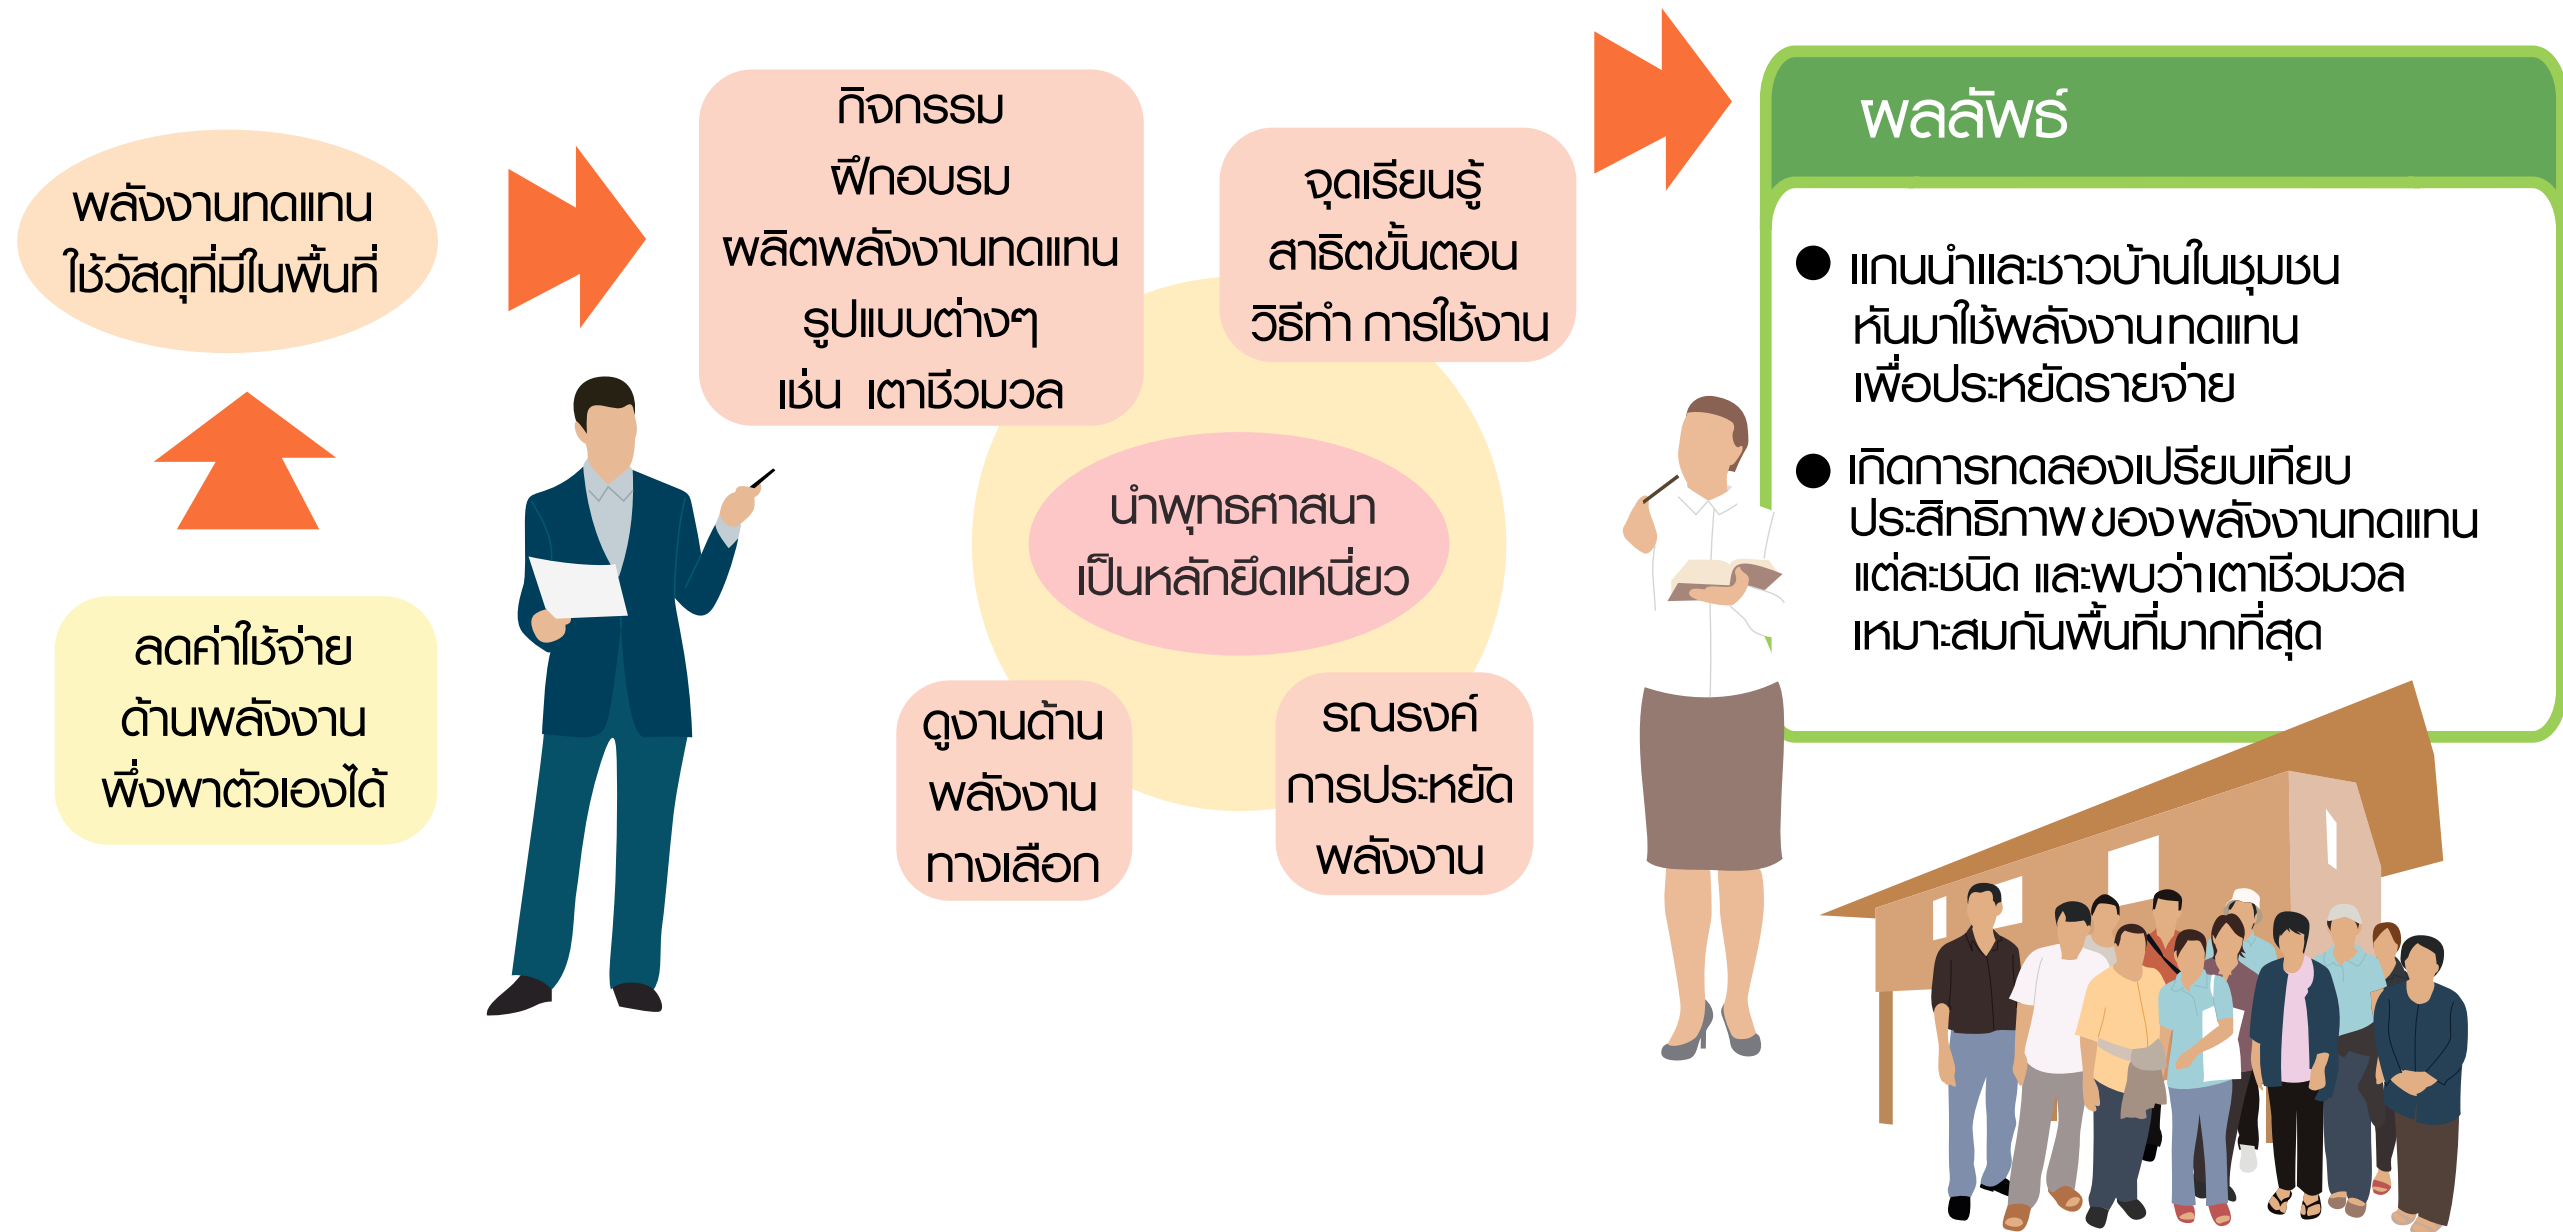 พลังงานทดแทน
ใช้วัสดุที่มีในพื้นที่
ลดค่าใช้จ่าย
ด้านพลังงาน
พึ่งพาตัวเองได้
กิจกรรม
ฝึกอบรม
ผลิตพลังงานทดแทน
รูปแบบต่างๆ
เช่น เตาชีวมวล
จุดเรียนรู้
สาธิตขั้นตอน
วิธีทำ การใช้งาน
นำพุทธศาสนา
เป็นหลักยึดเหนี่ยว
ดูงานด้าน
พลังงาน
ทางเลือก
รณรงค์
การประหยัด
พลังงาน
ผลลัพธ์
● แกนนำและชาวบ้านในชุมชน
หันมาใช้พลังงานทดแทน
เพื่อประหยัดรายจ่าย
● เกิดการทดลองเปรียบเทียบ
ประสิทธิภาพของพลังงานทดแทน
แต่ละชนิด และพบว่าเตาชีวมวล
เหมาะสมกับพื้นที่มากที่สุด